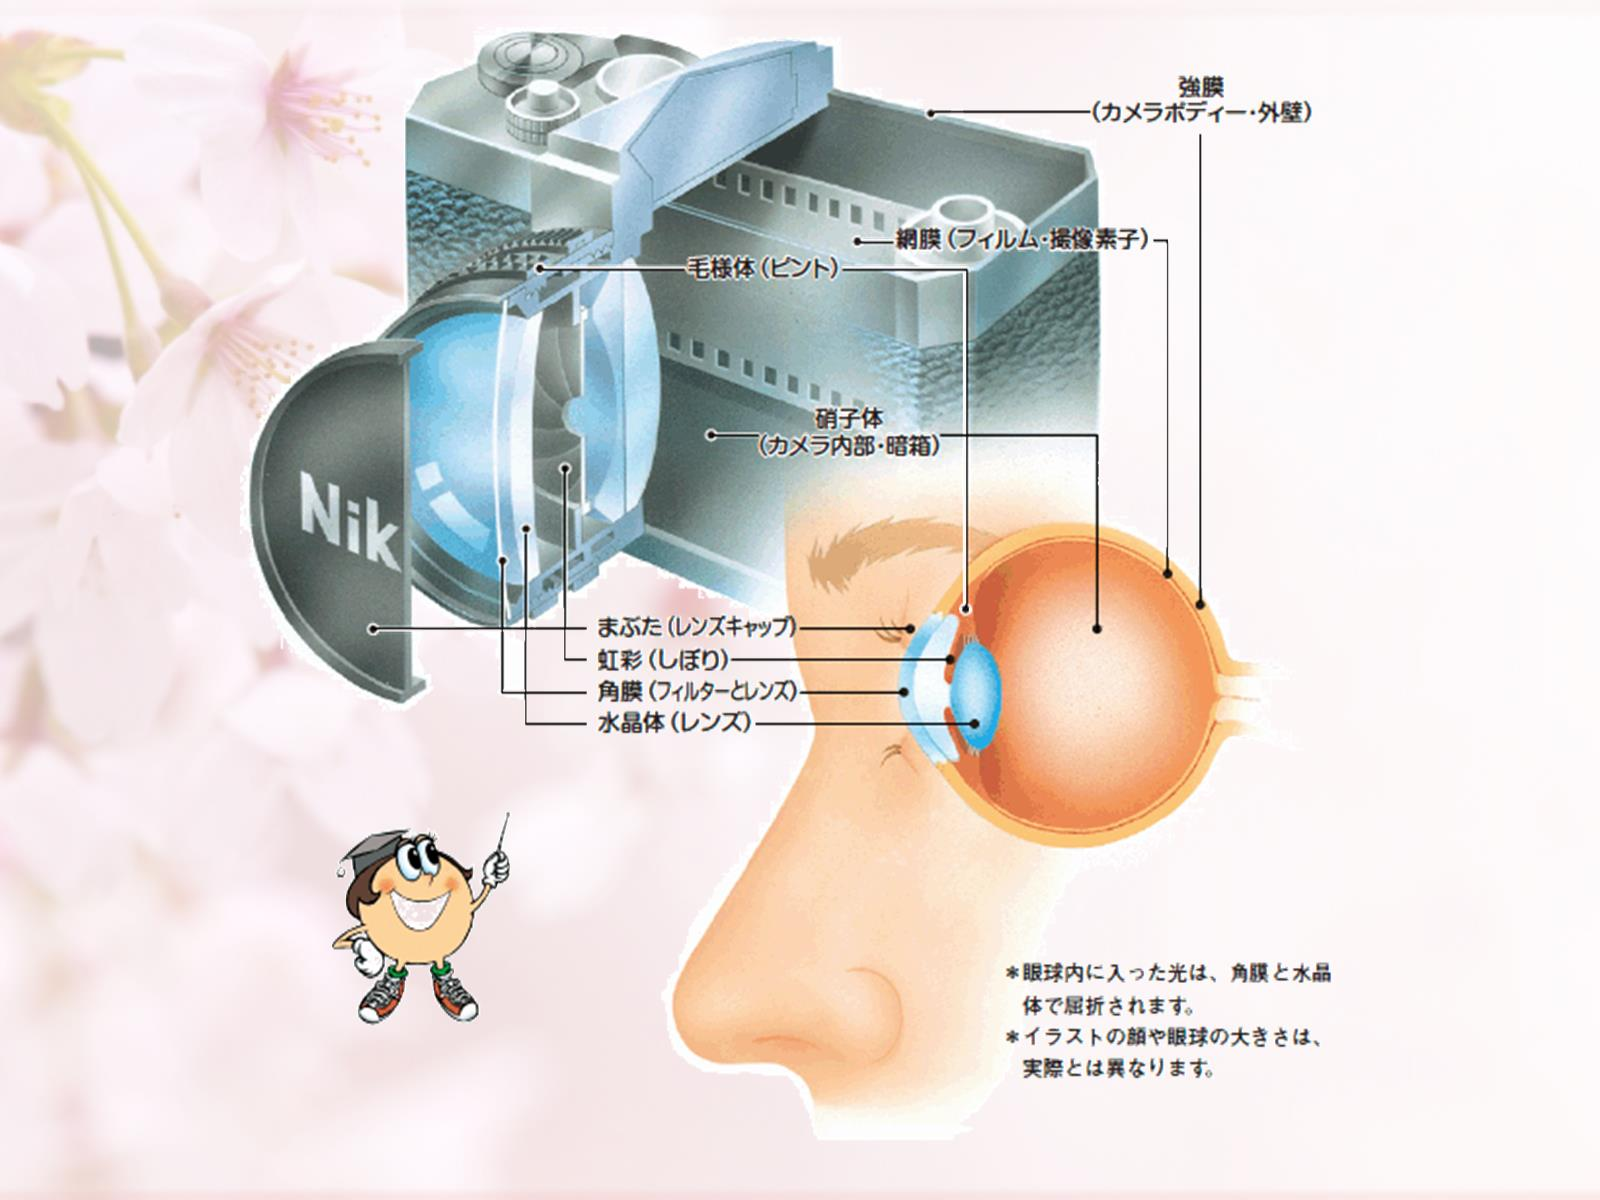 強膜
（カメラボディー・外壁）
網膜（フィルム・撮像素子）
毛様体（ピント）
硝子体
（カメラ内部・暗箱）
Nik
まぶた（レンズキャップ）
虹彩（しぼり）
角膜（フィルターとレンズ）
水晶体（レンズ）
＊眼球内に入った光は、角膜と水晶
体で屈折されます。
＊イラストの顔や眼球の大きさは、
実際とは異なります。